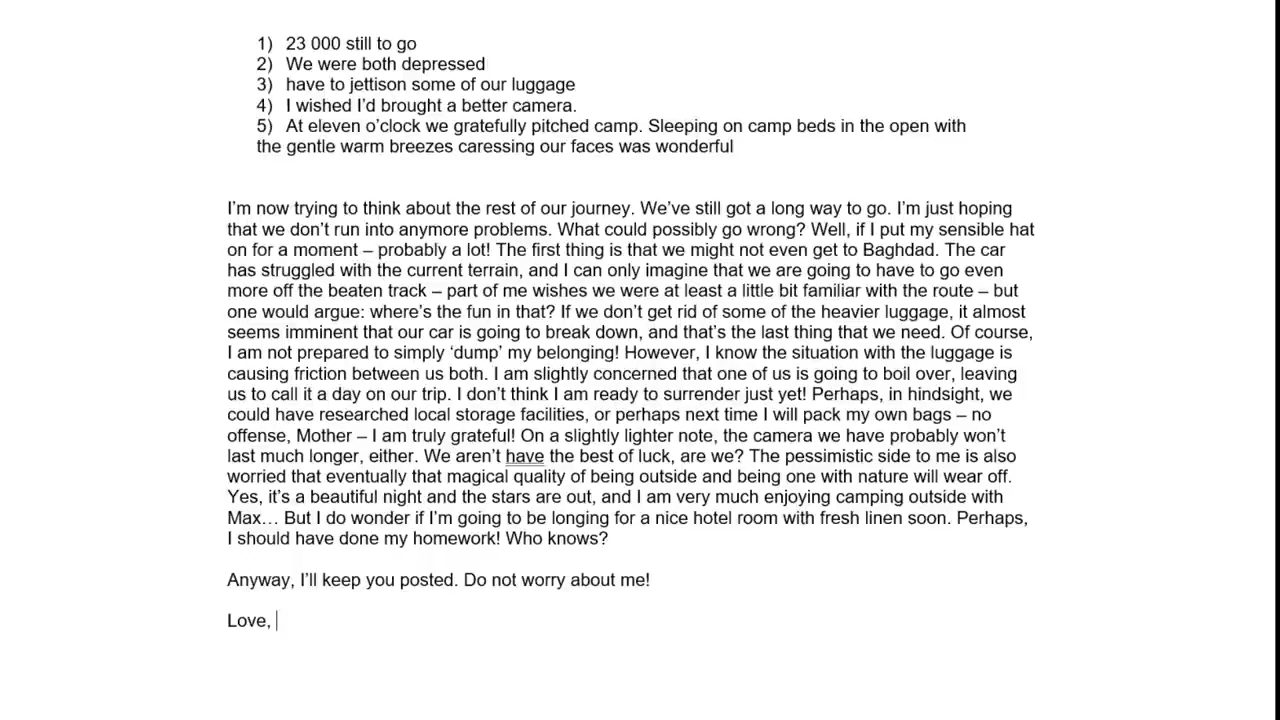 1) 23 000 still to go
2) We were both depressed
3) have to jettison some of our luggage
4) I wished I’d brought a better camera.
5) At eleven o’clock we gratefully pitched camp. Sleeping on camp beds in the open with
the gentle warm breezes caressing our faces was wonderful
I’m now trying to think about the rest of our journey. We’ve still got a long way to go. I’m just hoping
that we don’t run into anymore problems. What could possibly go wrong? Well, if I put my sensible hat
on for a moment – probably a lot! The first thing is that we might not even get to Baghdad. The car
has struggled with the current terrain, and I can only imagine that we are going to have to go even
more off the beaten track – part of me wishes we were at least a little bit familiar with the route – but
one would argue: where’s the fun in that? If we don’t get rid of some of the heavier luggage, it almost
seems imminent that our car is going to break down, and that’s the last thing that we need. Of course,
I am not prepared to simply ‘dump’ my belonging! However, I know the situation with the luggage is
causing friction between us both. I am slightly concerned that one of us is going to boil over, leaving
us to call it a day on our trip. I don’t think I am ready to surrender just yet! Perhaps, in hindsight, we
could have researched local storage facilities, or perhaps next time I will pack my own bags – no
offense, Mother – I am truly grateful! On a slightly lighter note, the camera we have probably won’t
last much longer, either. We aren’t have the best of luck, are we? The pessimistic side to me is also
worried that eventually that magical quality of being outside and being one with nature will wear off.
Yes, it’s a beautiful night and the stars are out, and I am very much enjoying camping outside with
Max… But I do wonder if I’m going to be longing for a nice hotel room with fresh linen soon. Perhaps,
I should have done my homework! Who knows?
Anyway, I’ll keep you posted. Do not worry about me!
Love,